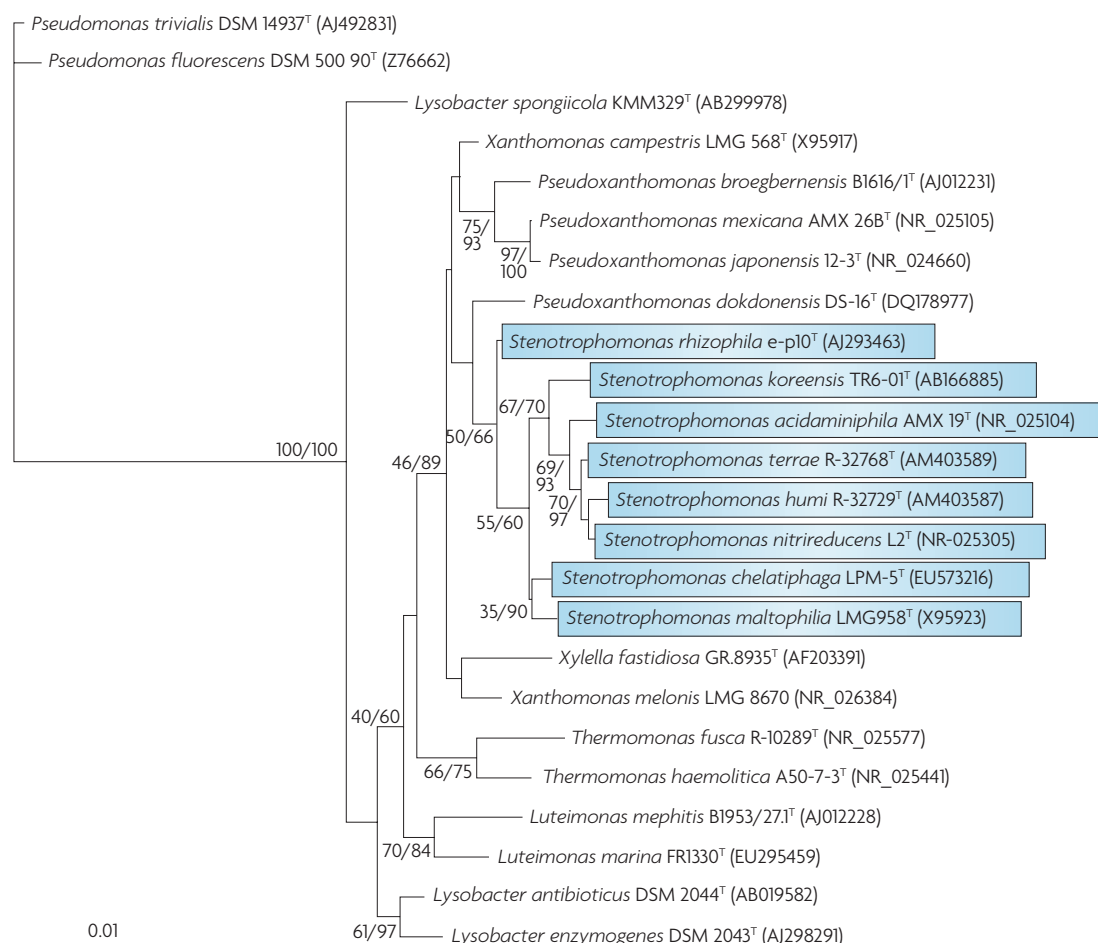 Pseudomonas trivialis DSM 14937ᵀ (AJ492831)
Pseudomonas fluorescens DSM 500 90ᵀ (Z76662)
Lysobacter spongiicola KMM329ᵀ (AB299978)
Xanthomonas campestris LMG 568ᵀ (X95917)
Pseudoxanthomonas broegbernensis B1616/1ᵀ (AJ012231)
75/
93
Pseudoxanthomonas mexicana AMX 26Bᵀ (NR_025105)
97/
100
Pseudoxanthomonas japonensis 12-3ᵀ (NR_024660)
Pseudoxanthomonas dokdonensis DS-16ᵀ (DQ178977)
Stenotrophomonas rhizophila e-p10ᵀ (AJ293463)
Stenotrophomonas koreensis TR6-01ᵀ (AB166885)
67/70
Stenotrophomonas acidaminiphila AMX 19ᵀ (NR_025104)
50/66
100/100
46/89
Stenotrophomonas terrae R-32768ᵀ (AM403589)
69/
93
Stenotrophomonas humi R-32729ᵀ (AM403587)
70/
97
55/60
Stenotrophomonas nitrireducens L2ᵀ (NR-025305)
Stenotrophomonas chelatiphaga LPM-5ᵀ (EU573216)
35/90
Stenotrophomonas maltophilia LMG958ᵀ (X95923)
Xylella fastidiosa GR.8935ᵀ (AF203391)
Xanthomonas melonis LMG 8670 (NR_026384)
40/60
Thermomonas fusca R-10289ᵀ (NR_025577)
66/75
Thermomonas haemolitica A50-7-3ᵀ (NR_025441)
Luteimonas mephitis B1953/27.1ᵀ (AJ012228)
70/84
Luteimonas marina FR1330ᵀ (EU295459)
Lysobacter antibioticus DSM 2044ᵀ (AB019582)
0.01
61/97
Lysobacter enzymogenes DSM 2043ᵀ (AJ298291)